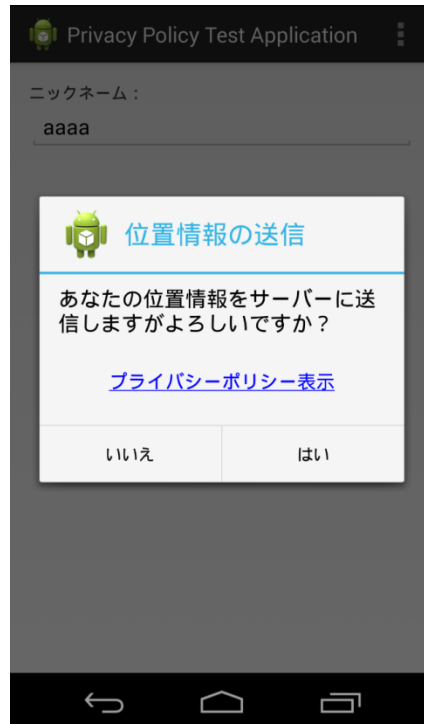 Privacy Policy Test Application
ニックネーム：
aaaa
位置情報の送信
あなたの位置情報をサーバーに送
信しますがよろしいですか？
プライバシーポリシー表示
いいえ
はい